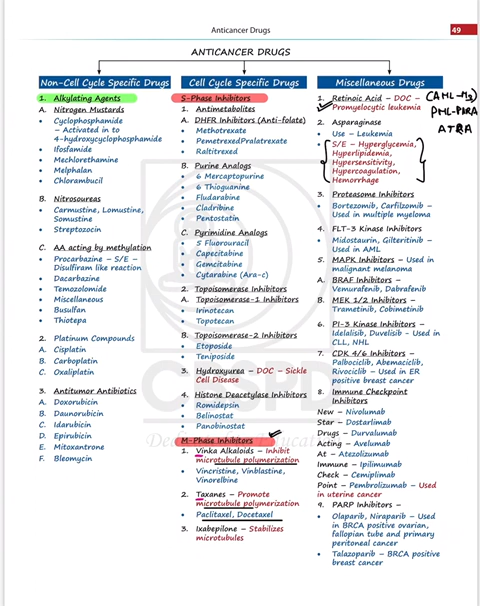 Anticancer Drugs
49
ANTICANCER DRUGS
Non-Cell Cycle Specific Drugs
1. Alkylating Agents
A. Nitrogen Mustards
• Cyclophosphamide
– Activated in to
4-hydroxycyclophosphamide
• Ifosfamide
• Mechlorethamine
• Melphalan
• Chlorambucil
B. Nitrosoureas
• Carmustine, Lomustine,
Somustine
• Streptozocin
C. AA acting by methylation
• Procarbazine – S/E –
Disulfiram like reaction
• Dacarbazine
• Temozolomide
• Miscellaneous
• Busulfan
• Thiotepa
2. Platinum Compounds
A. Cisplatin
B. Carboplatin
C. Oxaliplatin
3. Antitumor Antibiotics
A. Doxorubicin
B. Daunorubicin
C. Idarubicin
D. Epirubicin
E. Mitoxantrone
F. Bleomycin
Cell Cycle Specific Drugs
S-Phase Inhibitors
1. Antimetabolites
A. DHFR Inhibitors (Anti-folate)
• Methotrexate
• PemetrexedPralatrexate
• Raltitrexed
B. Purine Analogs
• 6 Mercaptopurine
• 6 Thioguanine
• Fludarabine
• Cladribine
• Pentostatin
C. Pyrimidine Analogs
• 5 Fluorouracil
• Capecitabine
• Gemcitabine
• Cytarabine (Ara-c)
2. Topoisomerase Inhibitors
A. Topoisomerase-1 Inhibitors
• Irinotecan
• Topotecan
B. Topoisomerase-2 Inhibitors
• Etoposide
• Teniposide
3. Hydroxyurea – DOC – Sickle
Cell Disease
4. Histone Deacetylase Inhibitors
• Romidepsin
• Belinostat
• Panobinostat
M-Phase Inhibitors
1. Vinka Alkaloids – Inhibit
microtubule polymerization
• Vincristine, Vinblastine,
Vinorelbine
2. Taxanes – Promote
microtubule polymerization
• Paclitaxel, Docetaxel
3. Ixabepilone – Stabilizes
microtubules
Miscellaneous Drugs
1. Retinoic Acid – DOC –
Promyelocytic leukemia
(AML-M3)
PML-RARA
ATRA
2. Asparaginase
• Use – Leukemia
• S/E – Hyperglycemia,
Hyperlipidemia,
Hypersensitivity,
Hypercoagulation,
Hemorrhage
3. Proteasome Inhibitors
• Bortezomib, Carfilzomib –
Used in multiple myeloma
4. FLT-3 Kinase Inhibitors
• Midostaurin, Gilteritinib –
Used in AML
5. MAPK Inhibitors – Used in
malignant melanoma
A. BRAF Inhibitors –
Vemurafenib, Dabrafenib
B. MEK 1/2 Inhibitors –
Trametinib, Cobimetinib
6. PI-3 Kinase Inhibitors –
Idelalisib, Duvelisib – Used in
CLL, NHL
7. CDK 4/6 Inhibitors –
Palbociclib, Abemaciclib,
Rivociclib – Used in ER
positive breast cancer
8. Immune Checkpoint
Inhibitors
New – Nivolumab
Star – Dostarlimab
Drugs – Durvalumab
Acting – Avelumab
At – Atezolizumab
Immune – Ipilimumab
Check – Cemiplimab
Point – Pembrolizumab – Used
in uterine cancer
9. PARP Inhibitors –
• Olaparib, Niraparib – Used
in BRCA positive ovarian,
fallopian tube and primary
peritoneal cancer
• Talazoparib – BRCA positive
breast cancer